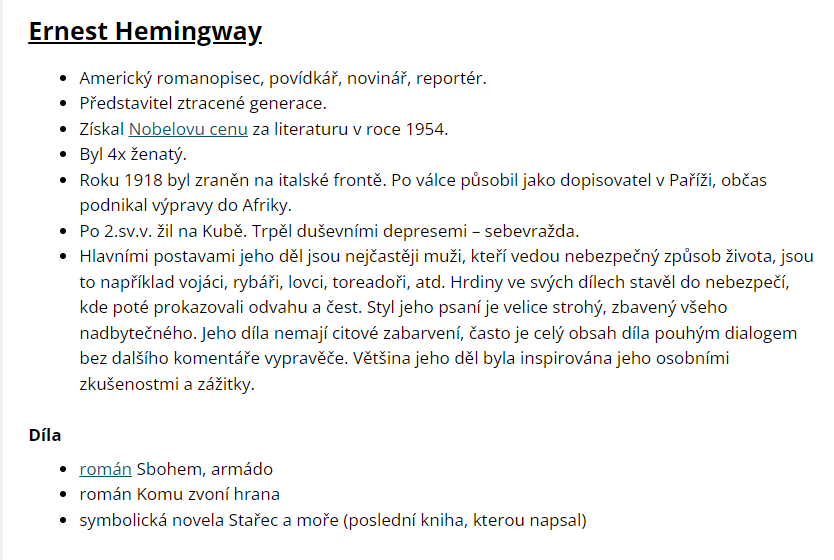 Ernest Hemingway
• Americký romanopisec, povídkář, novinář, reportér.
• Představitel ztracené generace.
• Získal Nobelovu cenu za literaturu v roce 1954.
• Byl 4x ženatý.
• Roku 1918 byl zraněn na italské frontě. Po válce působil jako dopisovatel v Paříži, občas
podnikal výpravy do Afriky.
• Po 2.sv.v. žil na Kubě. Trpěl duševními depresemi – sebevražda.
• Hlavními postavami jeho děl jsou nejčastěji muži, kteří vedou nebezpečný způsob života, jsou
to například vojáci, rybáři, lovci, toreadoři, atd. Hrdiny ve svých dílech stavěl do nebezpečí,
kde poté prokazovali odvahu a čest. Styl jeho psaní je velice strohý, zbavený všeho
nadbytečného. Jeho díla nemají citové zabarvení, často je celý obsah díla pouhým dialogem
bez dalšího komentáře vypravěče. Většina jeho děl byla inspirována jeho osobními
zkušenostmi a zážitky.
Díla
• román Sbohem, armádo
• román Komu zvoní hrana
• symbolická novela Stařec a moře (poslední kniha, kterou napsal)